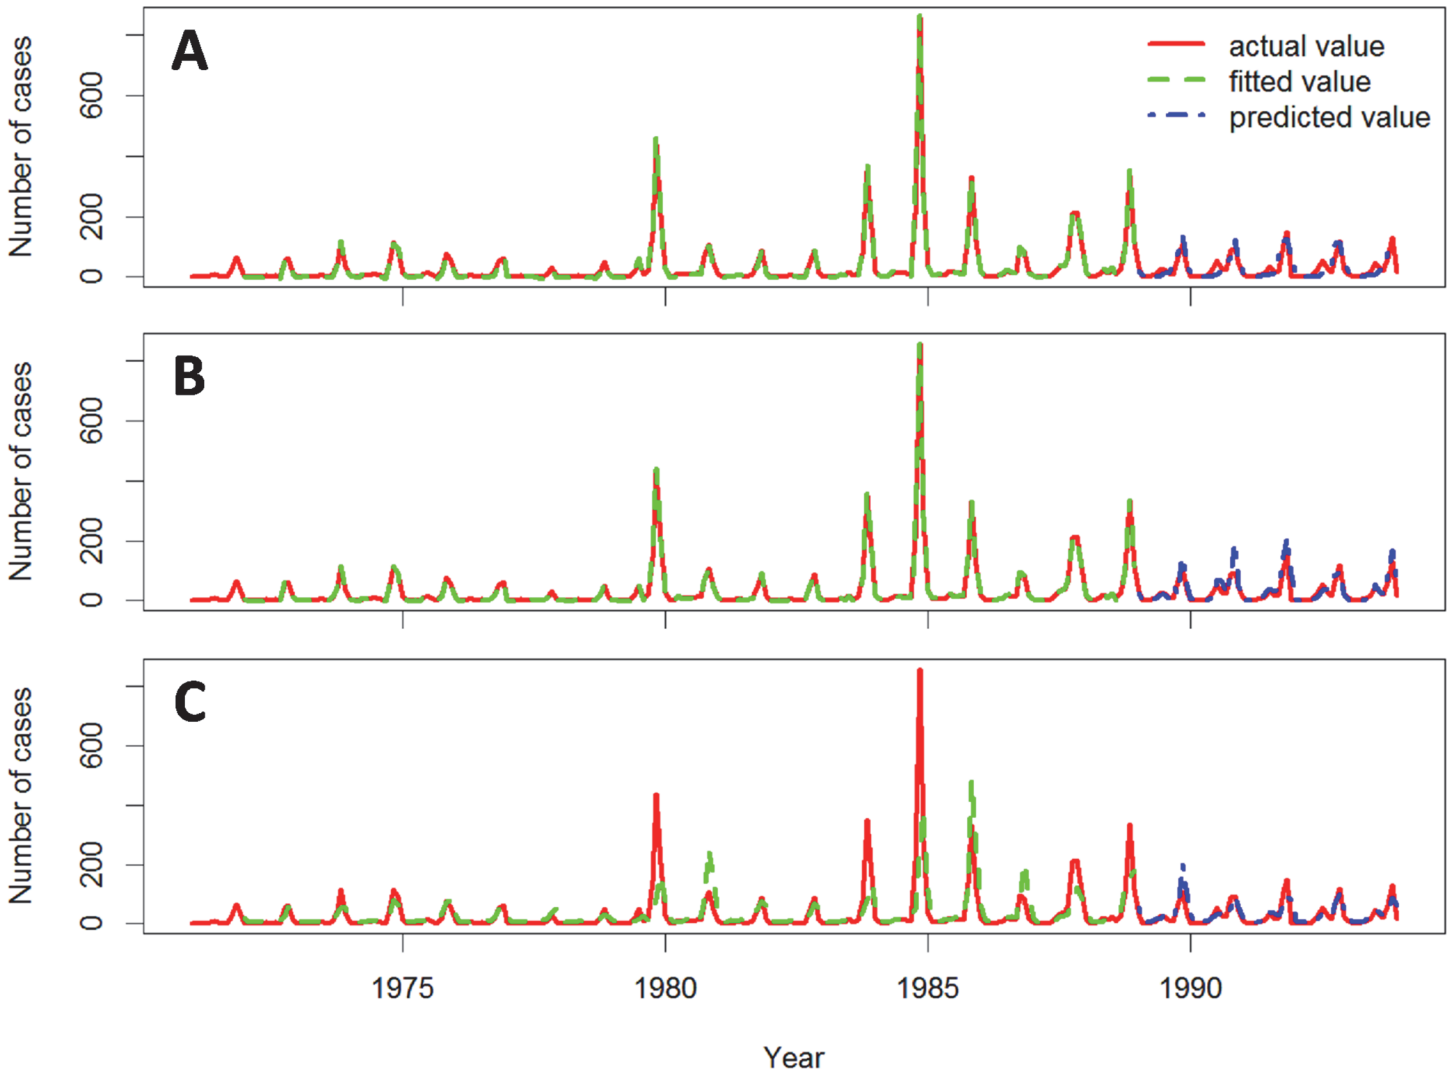 A
actual value
fitted value
predicted value
Number of cases
600
200
0
B
Number of cases
600
200
0
C
Number of cases
600
200
0
1975 1980 1985 1990
Year